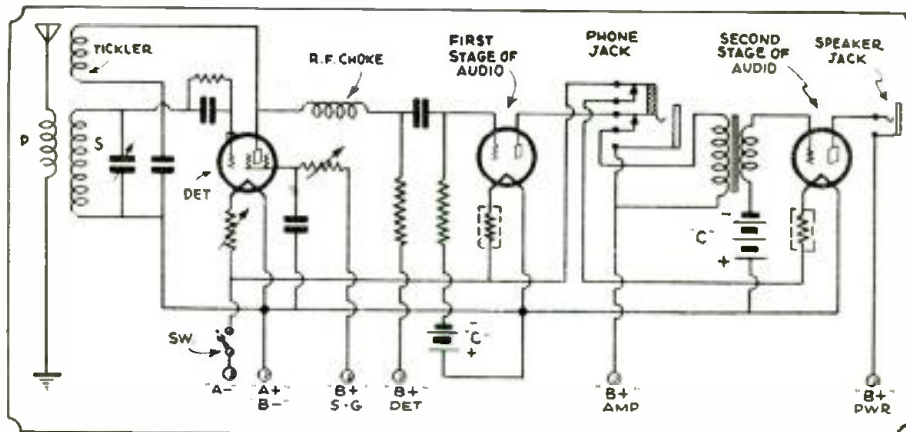 TICKLER
P
S
DET
R.F. CHOKE
FIRST
STAGE OF
AUDIO
PHONE
JACK
SECOND
STAGE OF
AUDIO
SPEAKER
JACK
"C"
-
+
"C"
-
+
SW.
"A-"
"A+"
"B-"
"B+"
S-G
"B+"
DET
"B+"
AMP
"B+"
PWR